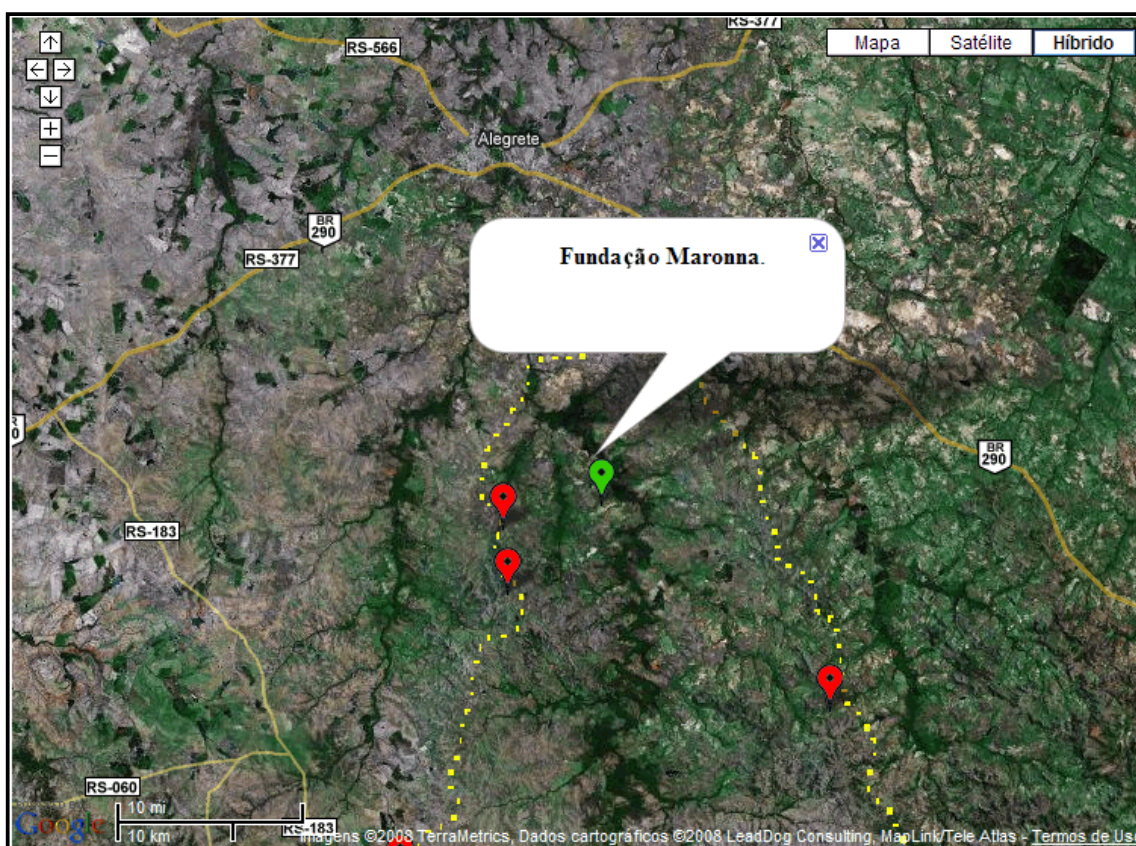 RS-377
RS-566
Mapa
Satélite
Híbrido
Alegrete
BR
290
RS-377
Fundação Maronna.
BR
290
RS-183
RS-060
10 mi
10 km
RS-183
Google
Imagens ©2008 TerraMetrics, Dados cartográficos ©2008 LeadDog Consulting, MapLink/Tele Atlas - Termos de Uso